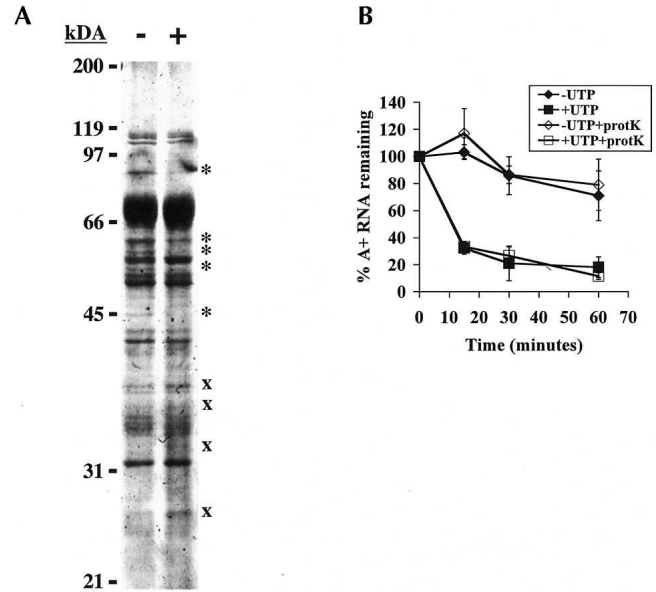 A
kDA - +
200
119
97
*
66
*
*
*
45
*
x
x
x
31
x
21
B
-UTP
+UTP
-UTP+protK
+UTP+protK
% A+ RNA remaining
140
120
100
80
60
40
20
0
0 10 20 30 40 50 60 70
Time (minutes)